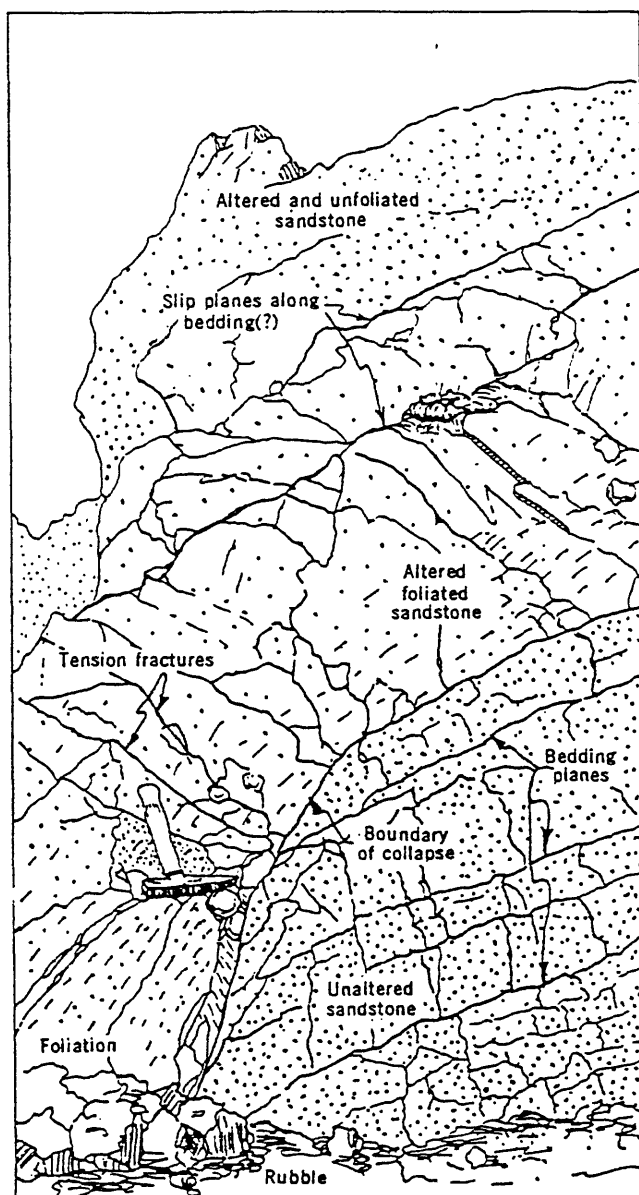 Altered and unfoliated
sandstone
Slip planes along
bedding(?)
Altered
foliated
sandstone
Tension fractures
Bedding
planes
Boundary
of collapse
Unaltered
sandstone
Foliation
Rubble